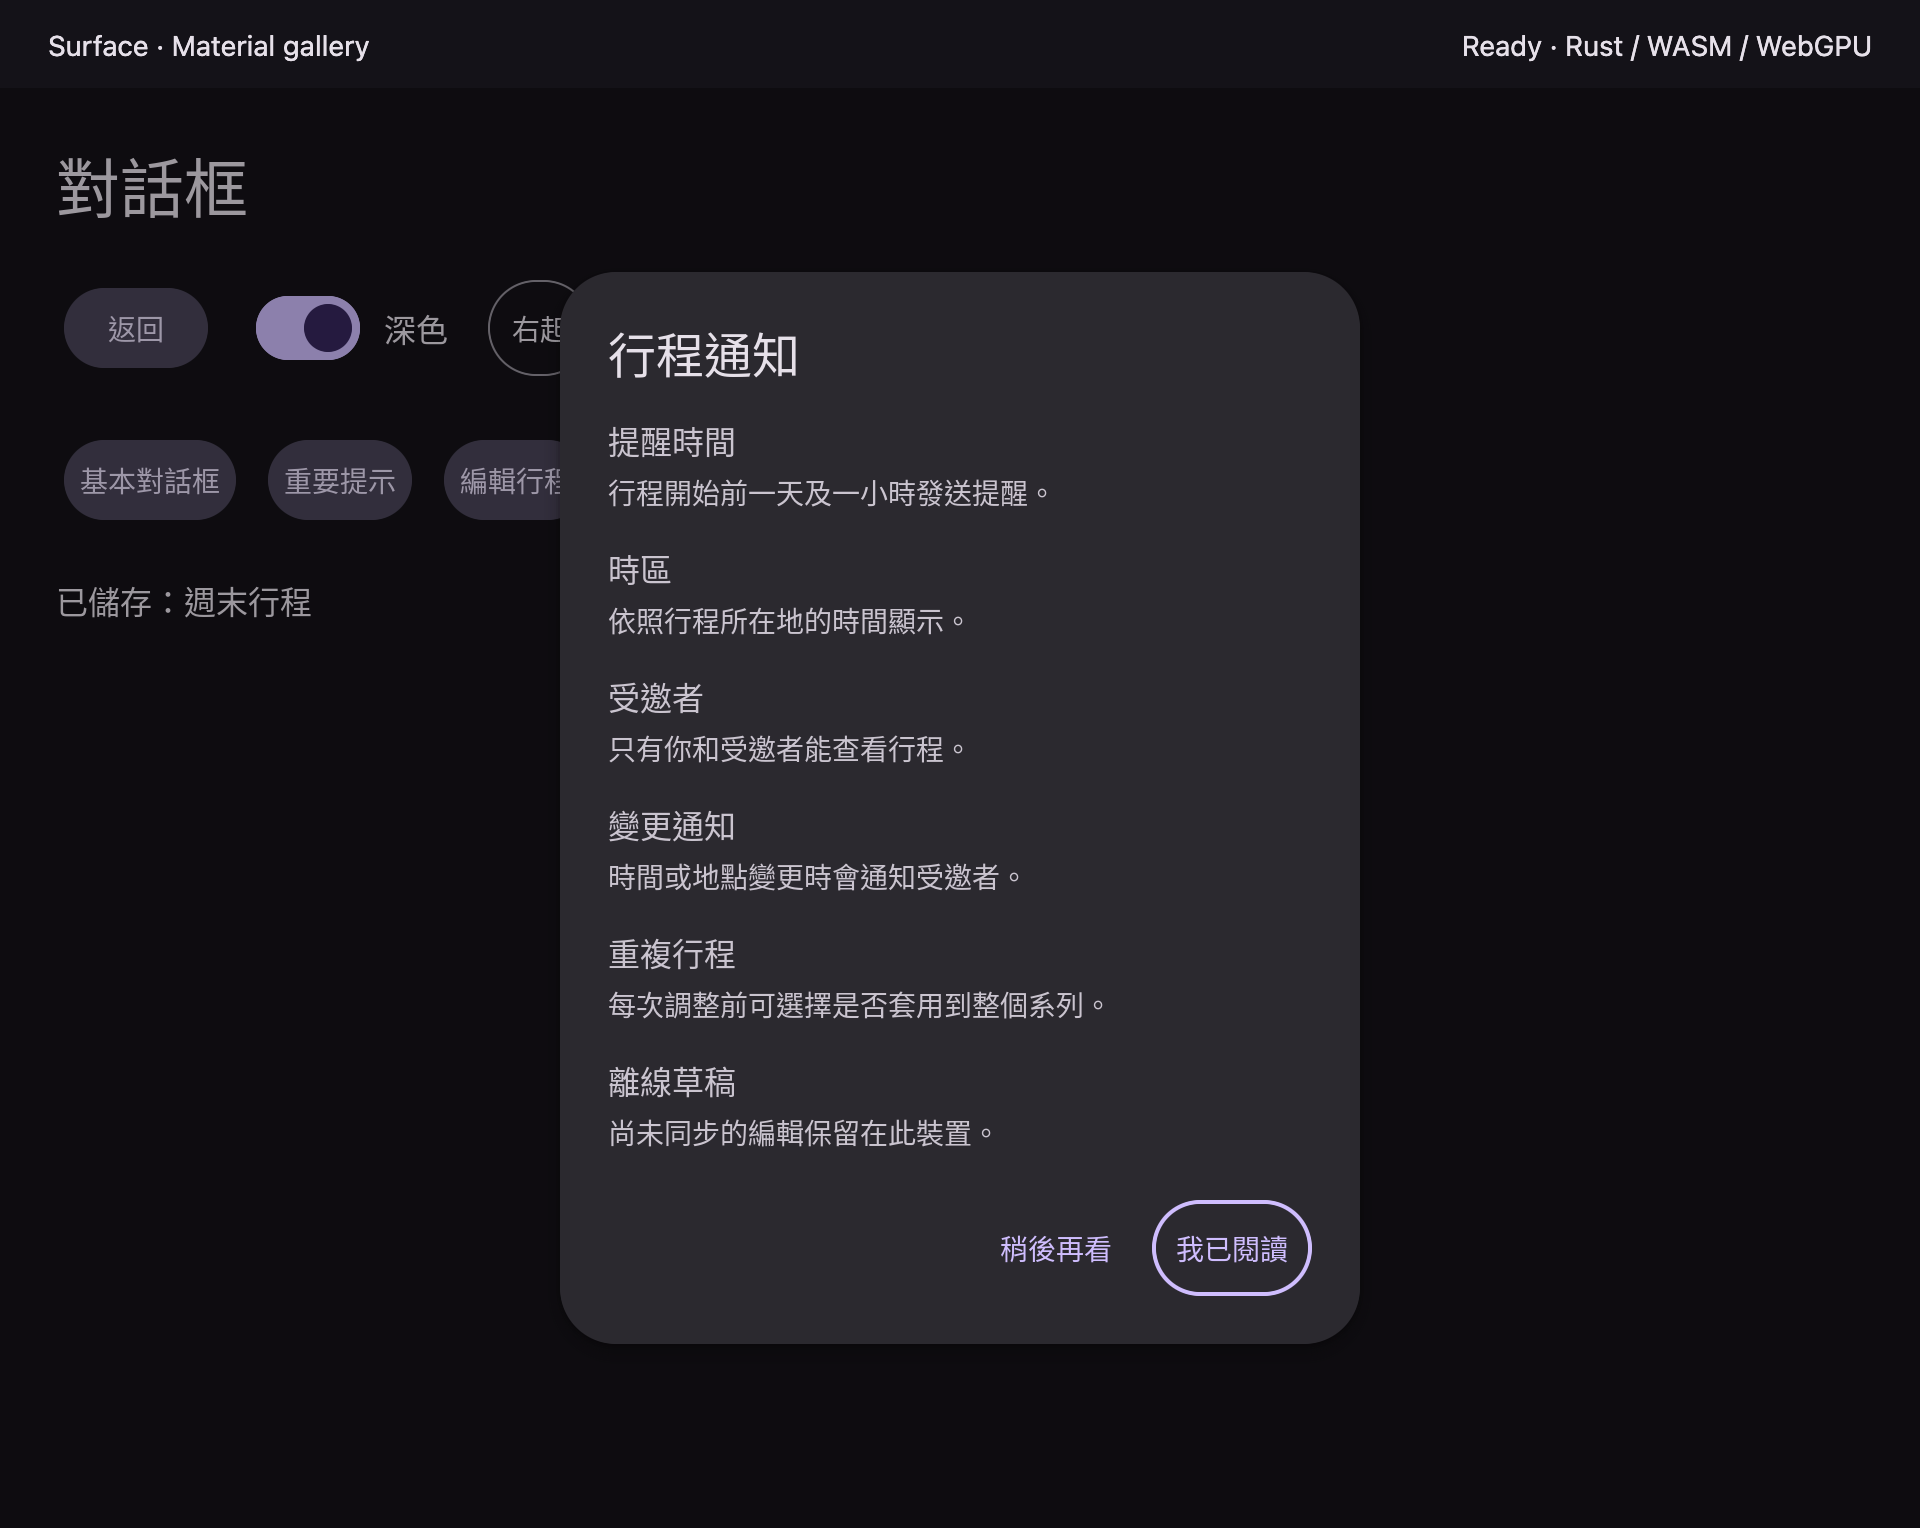 Surface · Material gallery
Ready · Rust / WASM / WebGPU
對話框
返回
深色
右起
基本對話框
重要提示
編輯行程
已儲存：週末行程
行程通知
提醒時間
行程開始前一天及一小時發送提醒。
時區
依照行程所在地的時間顯示。
受邀者
只有你和受邀者能查看行程。
變更通知
時間或地點變更時會通知受邀者。
重複行程
每次調整前可選擇是否套用到整個系列。
離線草稿
尚未同步的編輯保留在此裝置。
稍後再看
我已閱讀